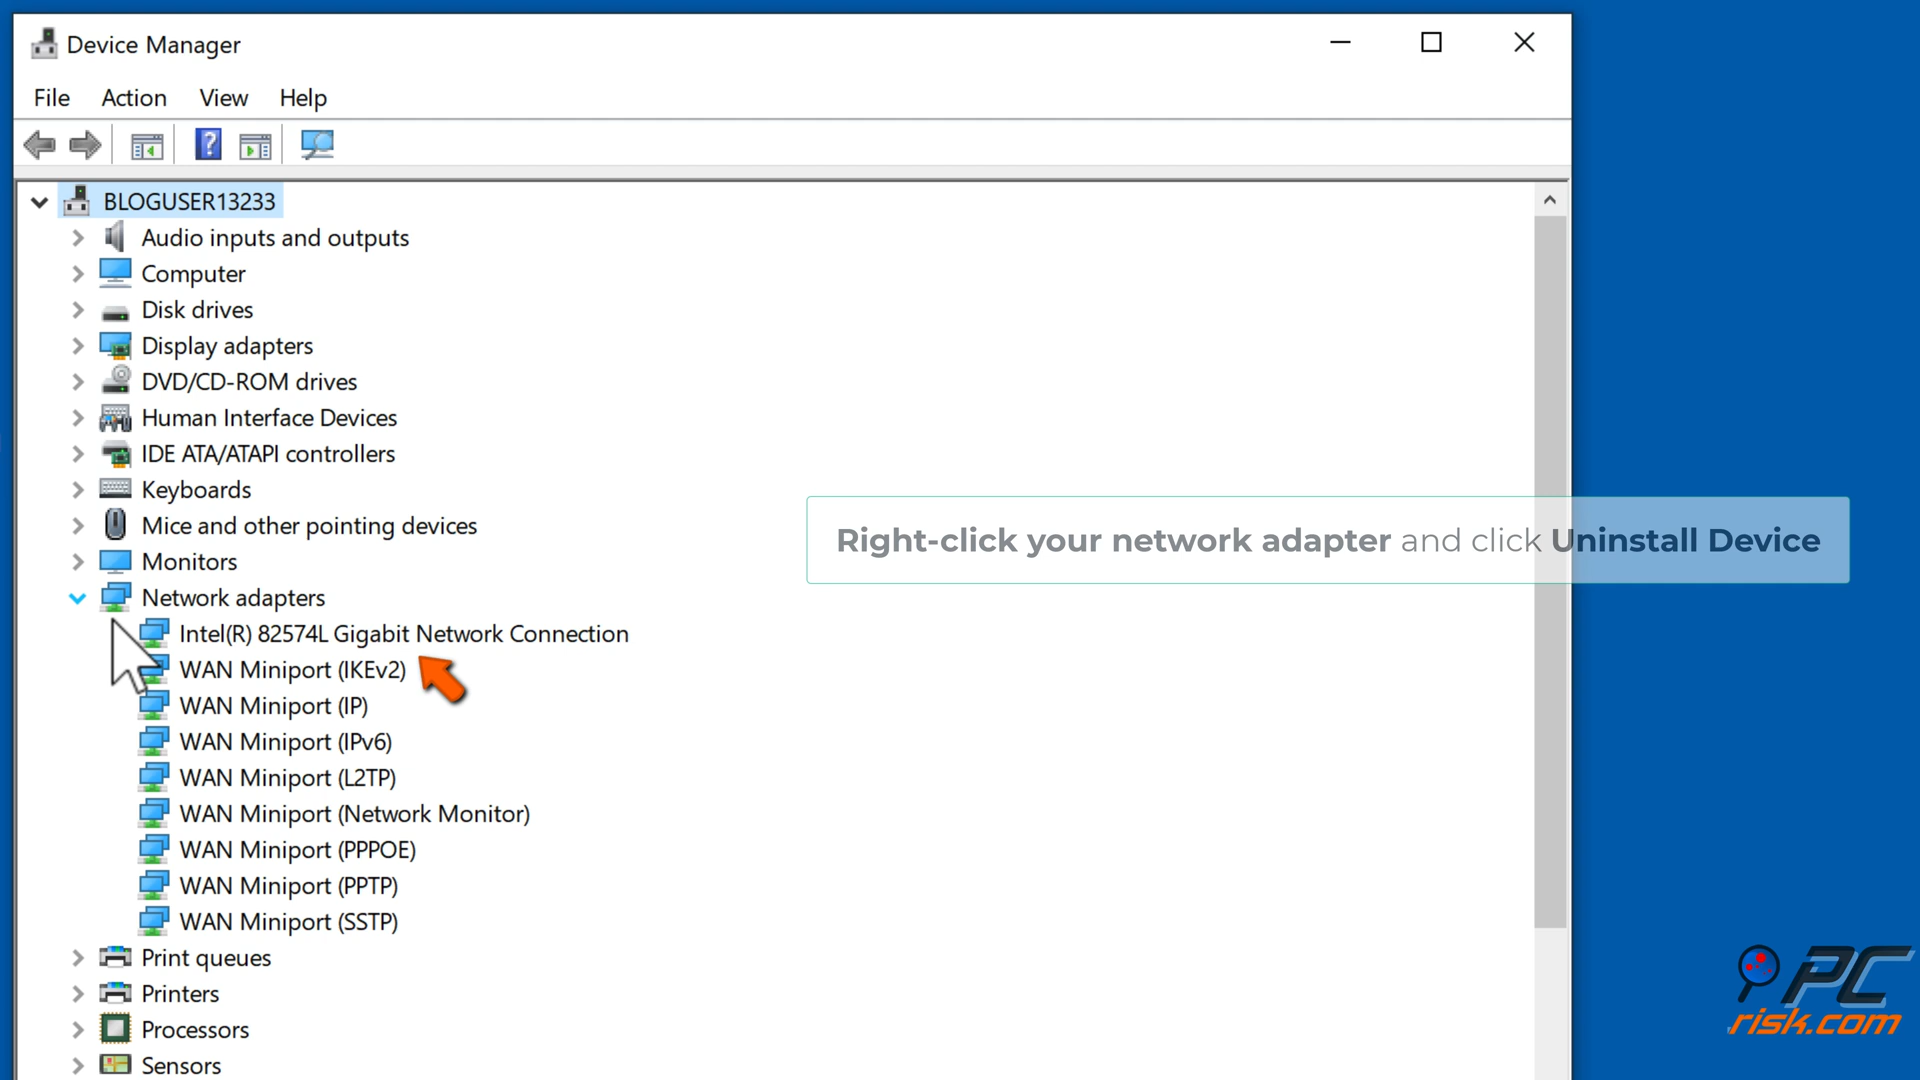 Device Manager
File Action View Help
BLOGUSER13233
Audio inputs and outputs
Computer
Disk drives
Display adapters
DVD/CD-ROM drives
Human Interface Devices
IDE ATA/ATAPI controllers
Keyboards
Mice and other pointing devices
Right-click your network adapter and click Uninstall Device
Monitors
Network adapters
Intel(R) 82574L Gigabit Network Connection
WAN Miniport (IKEv2)
WAN Miniport (IP)
WAN Miniport (IPv6)
WAN Miniport (L2TP)
WAN Miniport (Network Monitor)
WAN Miniport (PPPOE)
WAN Miniport (PPTP)
WAN Miniport (SSTP)
Print queues
Printers
Processors
Sensors
PC
risk.com